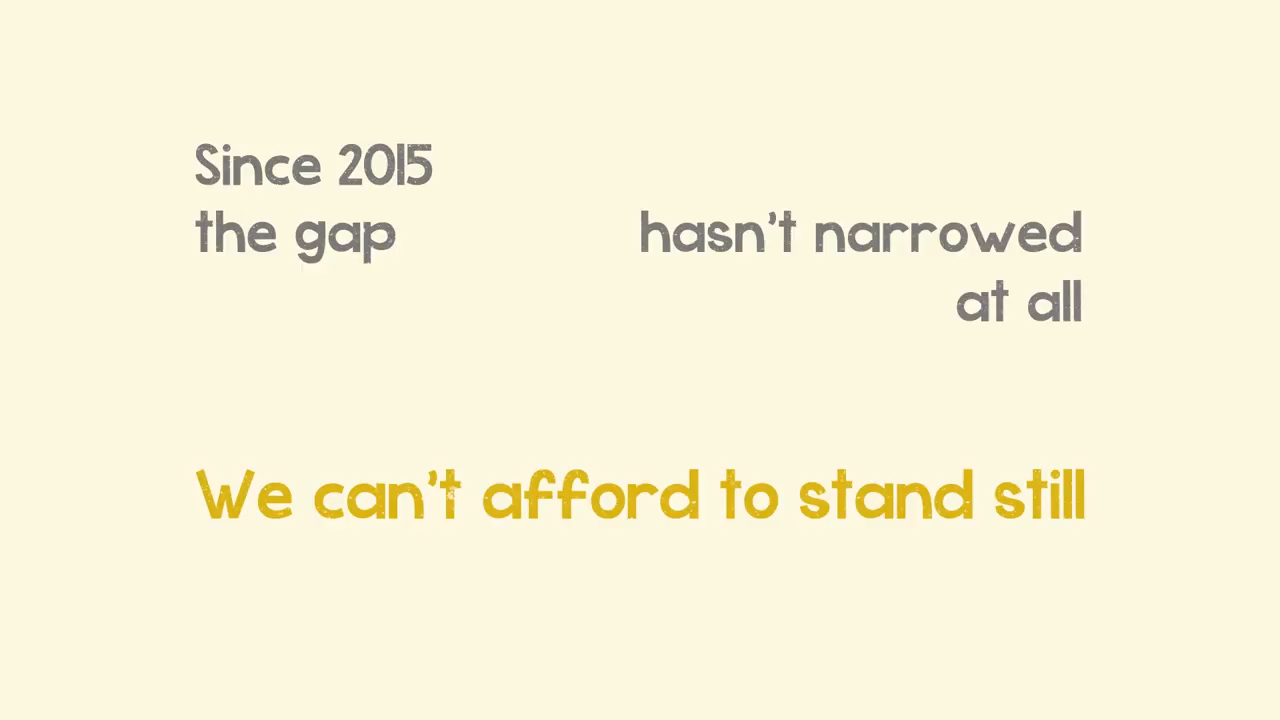 Since 2015
the gap hasn't narrowed
at all
We can't afford to stand still